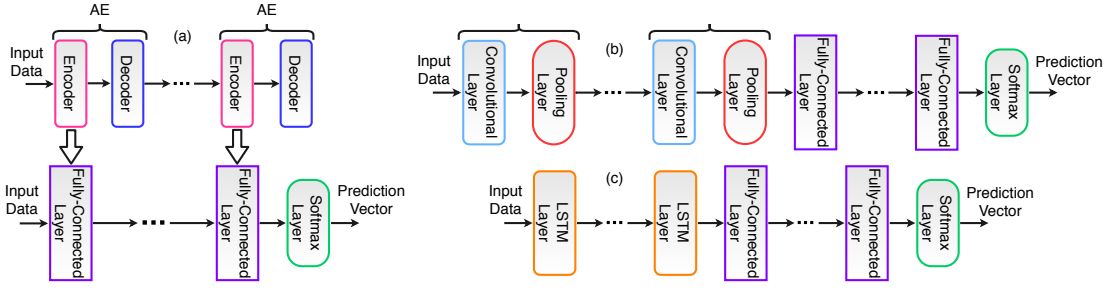 AE
AE
(a)
Input
Data
Encoder
Decoder
Encoder
Decoder
Input
Data
Fully-Connected
Layer
Fully-Connected
Layer
Softmax
Layer
Prediction
Vector
(b)
Input
Data
Convolutional
Layer
Pooling
Layer
Convolutional
Layer
Pooling
Layer
Fully-Connected
Layer
Fully-Connected
Layer
Softmax
Layer
Prediction
Vector
(c)
Input
Data
LSTM
Layer
LSTM
Layer
Fully-Connected
Layer
Fully-Connected
Layer
Softmax
Layer
Prediction
Vector